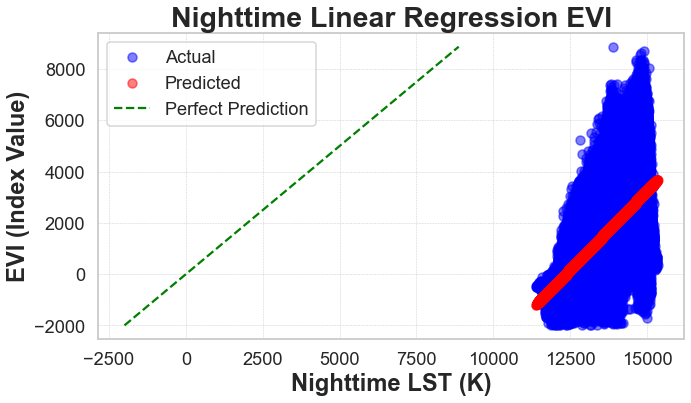 Nighttime Linear Regression EVI
Actual
Predicted
Perfect Prediction
EVI (Index Value)
8000
6000
4000
2000
0
−2000
−2500
0
2500
5000
7500
10000
12500
15000
Nighttime LST (K)